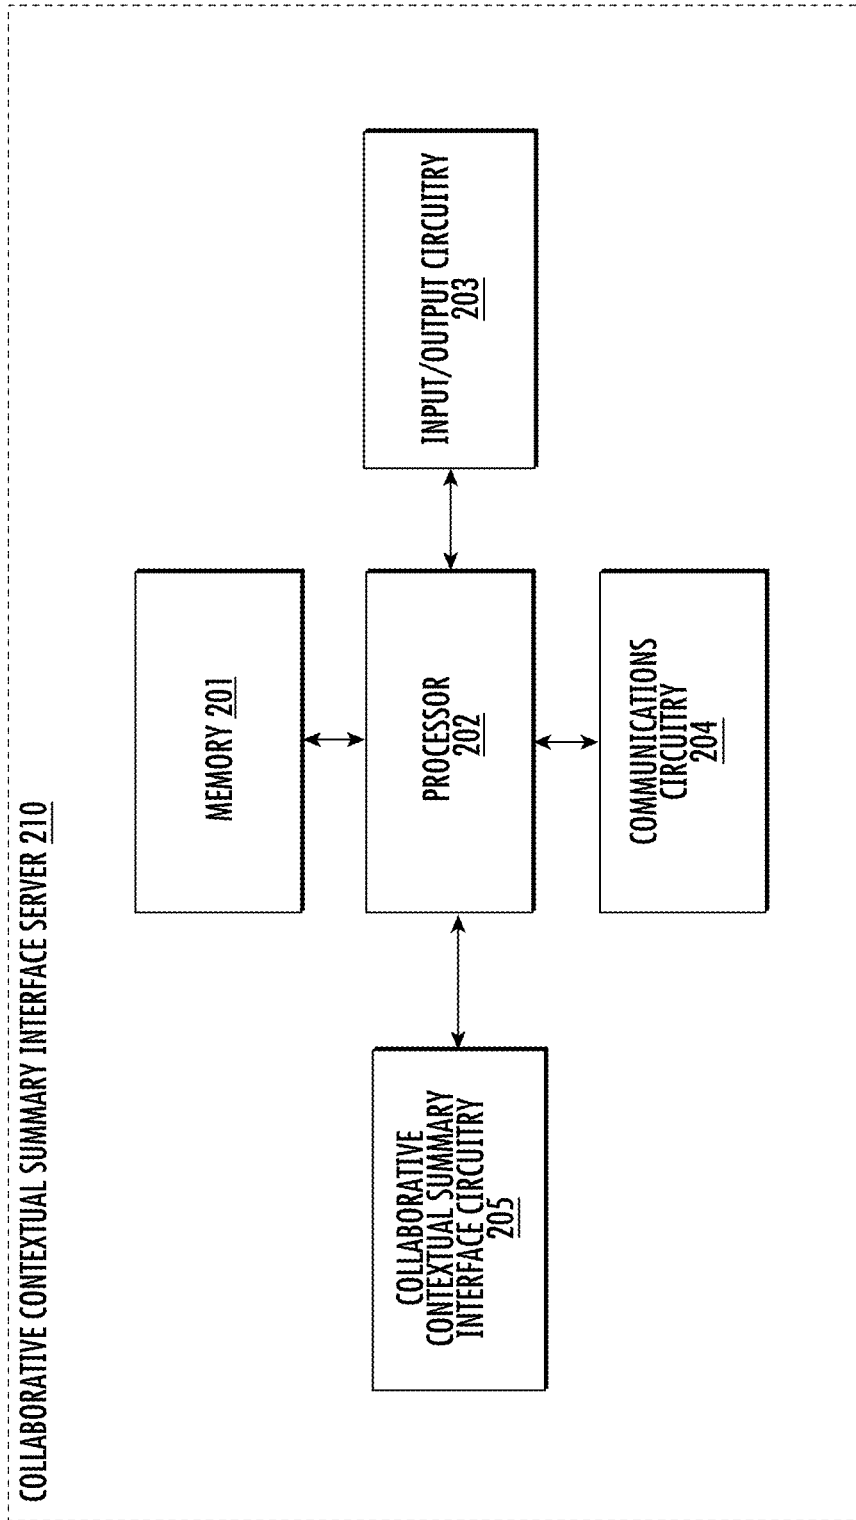 COLLABORATIVE CONTEXTUAL SUMMARY INTERFACE SERVER 210
MEMORY 201
COLLABORATIVE
CONTEXTUAL SUMMARY
INTERFACE CIRCUITRY
205
PROCESSOR
202
INPUT/OUTPUT CIRCUITRY
203
COMMUNICATIONS
CIRCUITRY
204